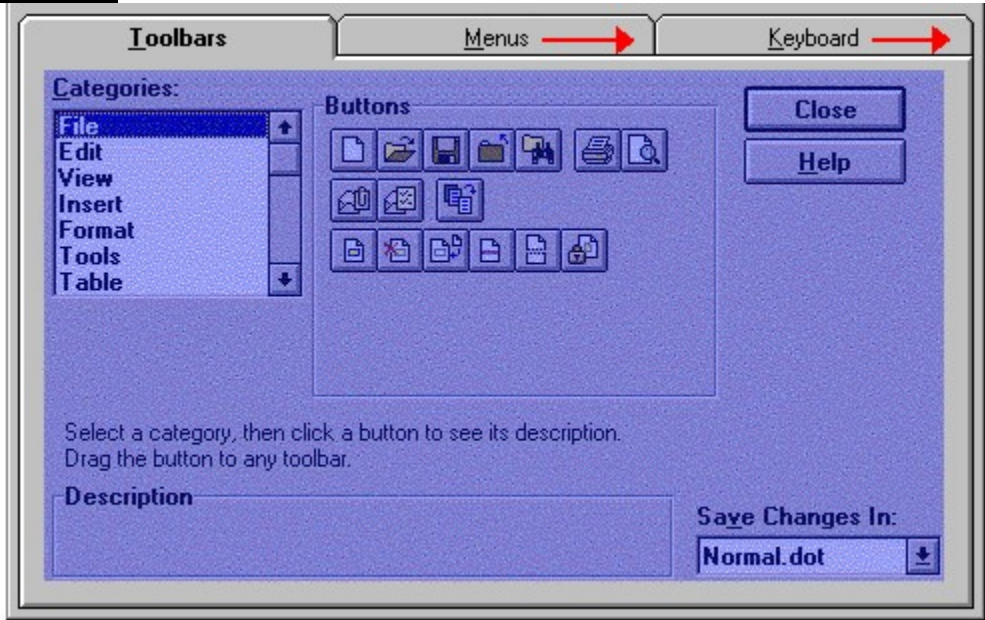 Toolbars
Menus
Keyboard
Categories:
File
Edit
View
Insert
Format
Tools
Table
Buttons
Close
Help
Select a category, then click a button to see its description.
Drag the button to any toolbar.
Description
Save Changes In:
Normal.dot